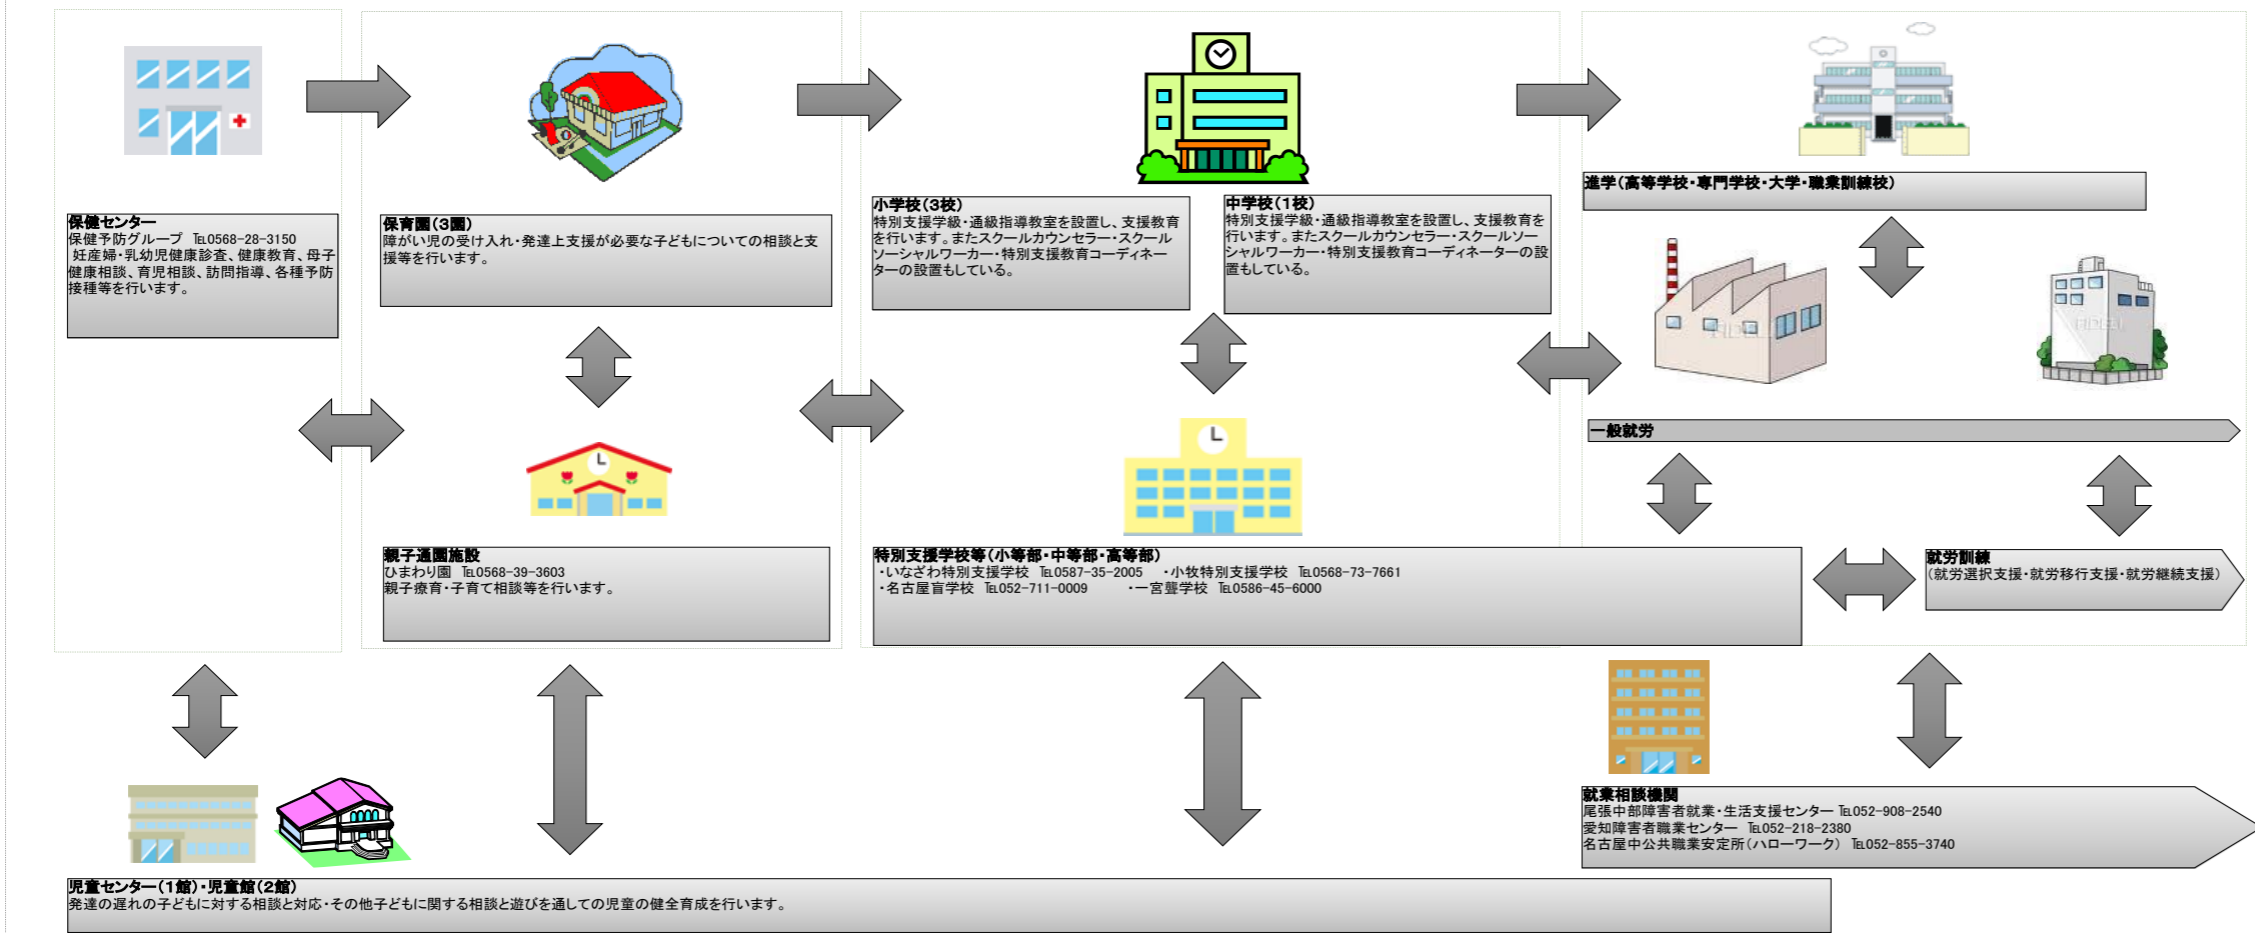 保健センター
保健予防グループ ℡0568-28-3150
妊産婦・乳幼児健康診査、健康教育、母子
健康相談、育児相談、訪問指導、各種予防
接種等を行います。
保育園(3園)
障がい児の受け入れ・発達上支援が必要な子どもについての相談と支
援等を行います。
小学校(3校)
特別支援学級・通級指導教室を設置し、支援教育
を行います。またスクールカウンセラー・スクール
ソーシャルワーカー・特別支援教育コーディネー
ターの設置もしている。
中学校(1校)
特別支援学級・通級指導教室を設置し、支援教育を
行います。またスクールカウンセラー・スクールソー
シャルワーカー・特別支援教育コーディネーターの設
置もしている。
進学(高等学校・専門学校・大学・職業訓練校)
一般就労
親子通園施設
ひまわり園 ℡0568-39-3603
親子療育・子育て相談等を行います。
特別支援学校等(小等部・中等部・高等部)
・いなざわ特別支援学校 ℡0587-35-2005 ・小牧特別支援学校 ℡0568-73-7661
・名古屋盲学校 ℡052-711-0009 ・一宮聾学校 ℡0586-45-6000
就労訓練
(就労選択支援・就労移行支援・就労継続支援)
就業相談機関
尾張中部障害者就業・生活支援センター ℡052-908-2540
愛知障害者職業センター ℡052-218-2380
名古屋中公共職業安定所(ハローワーク) ℡052-855-3740
児童センター(1館)・児童館(2館)
発達の遅れの子どもに対する相談と対応・その他子どもに関する相談と遊びを通しての児童の健全育成を行います。